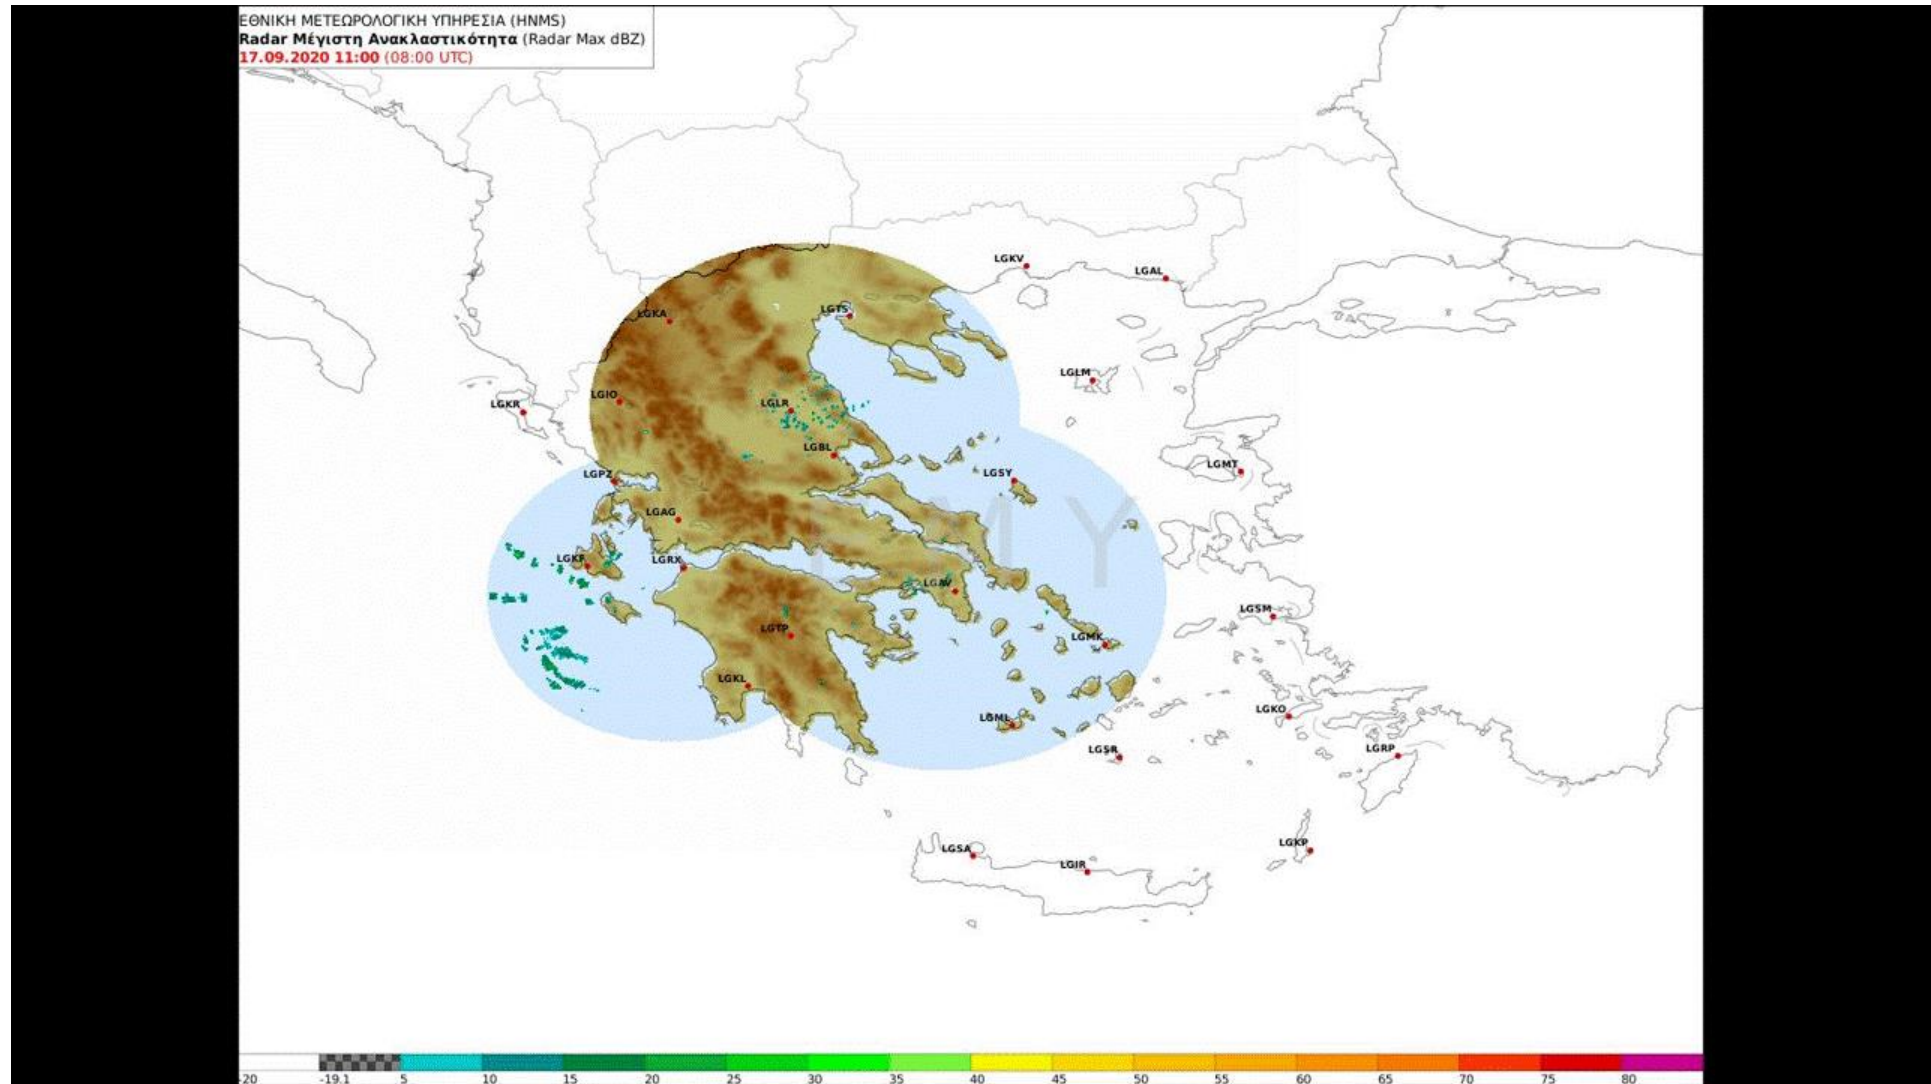 ΕΘΝΙΚΗ ΜΕΤΕΩΡΟΛΟΓΙΚΗ ΥΠΗΡΕΣΙΑ (HNMS)
Radar Μέγιστη Ανακλαστικότητα (Radar Max dBZ)
17.09.2020 11:00 (08:00 UTC)
LGKV
LGAL
LGKA
LGTS
LGLM
LGIO
LGKR
LGLR
LGBL
LGMT
LGPZ
LGSY
LGAG
LGKF
LGRX
LGAV
LGSM
LGTP
LGMK
LGKL
LGKO
LGML
LGSR
LGRP
LGSA
LGKP
LGIR
-20 -19.1 5 10 15 20 25 30 35 40 45 50 55 60 65 70 75 80